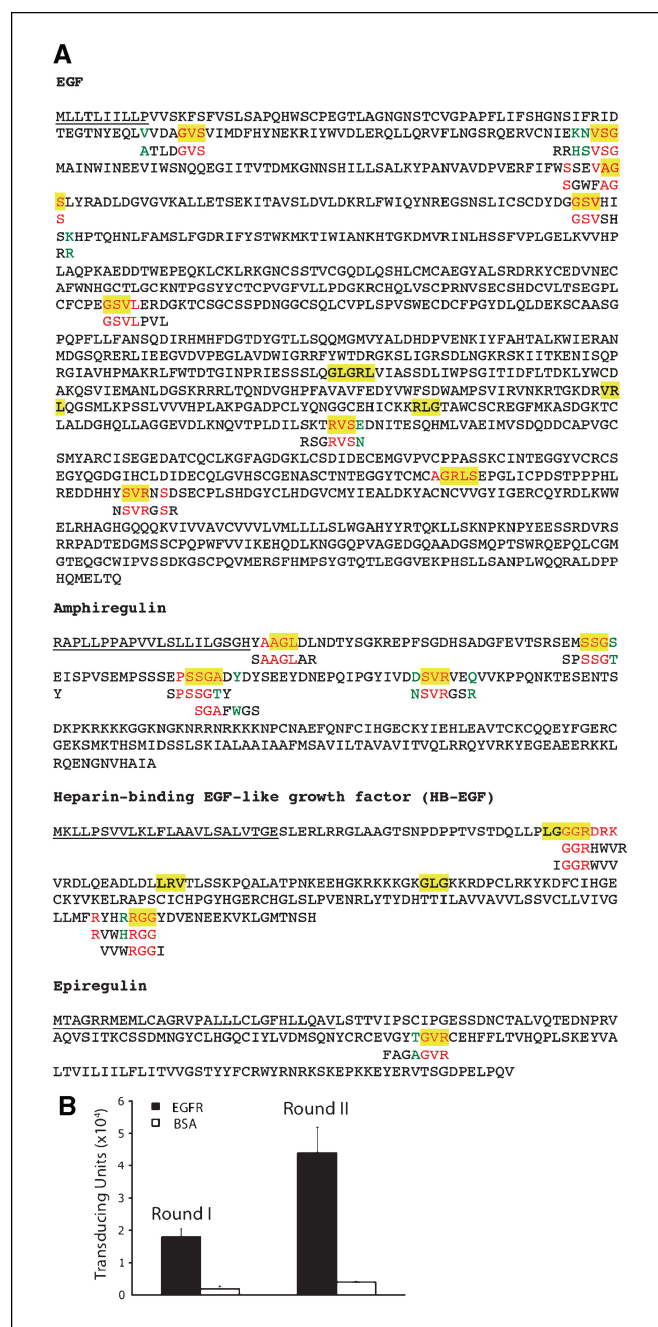 A
EGF
MLLTLIILLPVVSKFSFVSLSAPQHWSCPEGTLAGNGNSTCVGPAPFLIFSHGNSIFRID
TEGTNYEQLVVDAGVSVIMDFHYNEKRIYWVDLERQLLQRVFLNGSRQERVCNIEKNVSG
ATLDGVS RRHSVSG
MAINWINEEVIWSNQQEGIITVTDMKGNNSHILLSALKYPANVAVDPVERFIFWSSEVAG
SGWFAG
SLYRADLDGVGVKALLETSEKITAVSLDVLDKRLFWIQYNREGSNSLICSCDYDGGSVHI
S GSVSH
SKHPTQHNLFAMSLFGDRIFYSTWKMKTIWIANKHTGKDMVRINLHSSFVPLGELKVVHP
RR
LAQPKAEDDTWEPEQKLCKLRKGNCSSTVCGQDLQSHLCMCAEGYALSRDRKYCEDVNEC
AFWNHGCTLGCKNTPGSYYCTCPVGFVLLPDGKRCHQLVSCPRNVSECSHDCVLTSEGPL
CFCPEGSVLERDGKTCSGCSSPDNGGCSQLCVPLSPVSWECDCFPGYDLQLDEKSCAASG
GSVLPVL
PQPFLLFANSQDIRHMHFDGTDYGTLLSQQMGMVYALDHDPVENKIYFAHTALKWIERAN
MDGSQRERLIEEGVDVPEGLAVDWIGRRFYWTDRGKSLIGRSDLNGKRSKIITKENISQP
RGIAVHPMAKRLFWTDTGINPRIESSSLQGLGRLVIASSDLIWPSGITIDFLTDKLYWCD
AKQSVIEMANLDGSKRRRLTQNDVGHPFAVAVFEDYVWFSDWAMPSVIRVNKRTGKDRVR
LQGSMLKPSSLVVVHPLAKPGADPCLYQNGGCEHICKKRLGTAWCSCREGFMKASDGKTC
LALDGHQLLAGGEVDLKNQVTPLDILSKTRVSEDNITESQHMLVAEIMVSDQDDCAPVGC
RSGRVSN
SMYARCISEGEDATCQCLKGFAGDGKLCSDIDECEMGVPVCPPASSKCINTEGGYVCRCS
EGYQGDGIHCLDIDECQLGVHSCGENASCTNTEGGYTCMCAGRLSEPGLICPDSTPPPHL
REDDHHYSVRNSDSECPLSHDGYCLHDGVCMYIEALDKYACNCVVGYIGERCQYRDLKWW
NSVRGSR
ELRHAGHGQQQKVIVVAVCVVVLVMLLLLSLWGAHYYRTQKLLSKNPKNPYEESSRDVRS
RRPADTEDGMSSCPQPWFVVIKEHQDLKNGGQPVAGEDGQAADGSMQPTSWRQEPQLCGM
GTEQGCWIPVSSDKGSCPQVMERSFHMPSYGTQTLEGGVEKPHSLLSANPLWQQRALDPP
HQMELTQ
Amphiregulin
RAPLLPPAPVVLSLLILGSGHYAAGLDLNDTYSGKREPFSGDHSADGFEVTSRSEMSSGS
SAAGLAR SPSSGT
EISPVSEMPSSSEPSSGADYDYSEEYDNEPQIPGYIVDDSVRVEQVVKPPQNKTESENTS
Y SPSSGTY NSVRGSR
SGAFWGS
DKPKRKKKGGKNGKNRRNRKKKNPCNAEFQNFCIHGECKYIEHLEAVTCKCQQEYFGERC
GEKSMKTHSMIDSSLSKIALAAIAAFMSAVILTAVAVITVQLRRQYVRKYEGEAEERKKL
RQENGNVHAIA
Heparin-binding EGF-like growth factor (HB-EGF)
MKLLPSVVLKLFLAAVLSALVTGESLERLRRGLAAGTSNPDPPTVSTDQLLPLGGGRDRK
GGRHWVR
IGGRWVV
VRDLQEADLDLLRVTLSSKPQALATPNKEEHGKRKKKGKGLGKKRDPCLRKYKDFCIHGE
CKYVKELRAPSCICHPGYHGERCHGLSLPVENRLYTYDHTTILAVVAVVLSSVCLLVIVG
LLMFRYHRRGGYDVENEEKVKLGMTNSH
RVWHRGG
VVWRGGI
Epiregulin
MTAGRRMEMLCAGRVPALLLCLGFHLLQAVLSTTVIPSCIPGESSDNCTALVQTEDNPRV
AQVSITKCSSDMNGYCLHGQCIYLVDMSQNYCRCEVGYTGVRCEHFFLTVHQPLSKEYVA
FAGAGVR
LTVILIILFLITVVGSTYYFCRWYRNRKSKEPKKEYERVTSGDPELPQV
B
EGFR
BSA
Transducing Units (x10⁴)
6
5
4
3
2
1
0
Round I
Round II